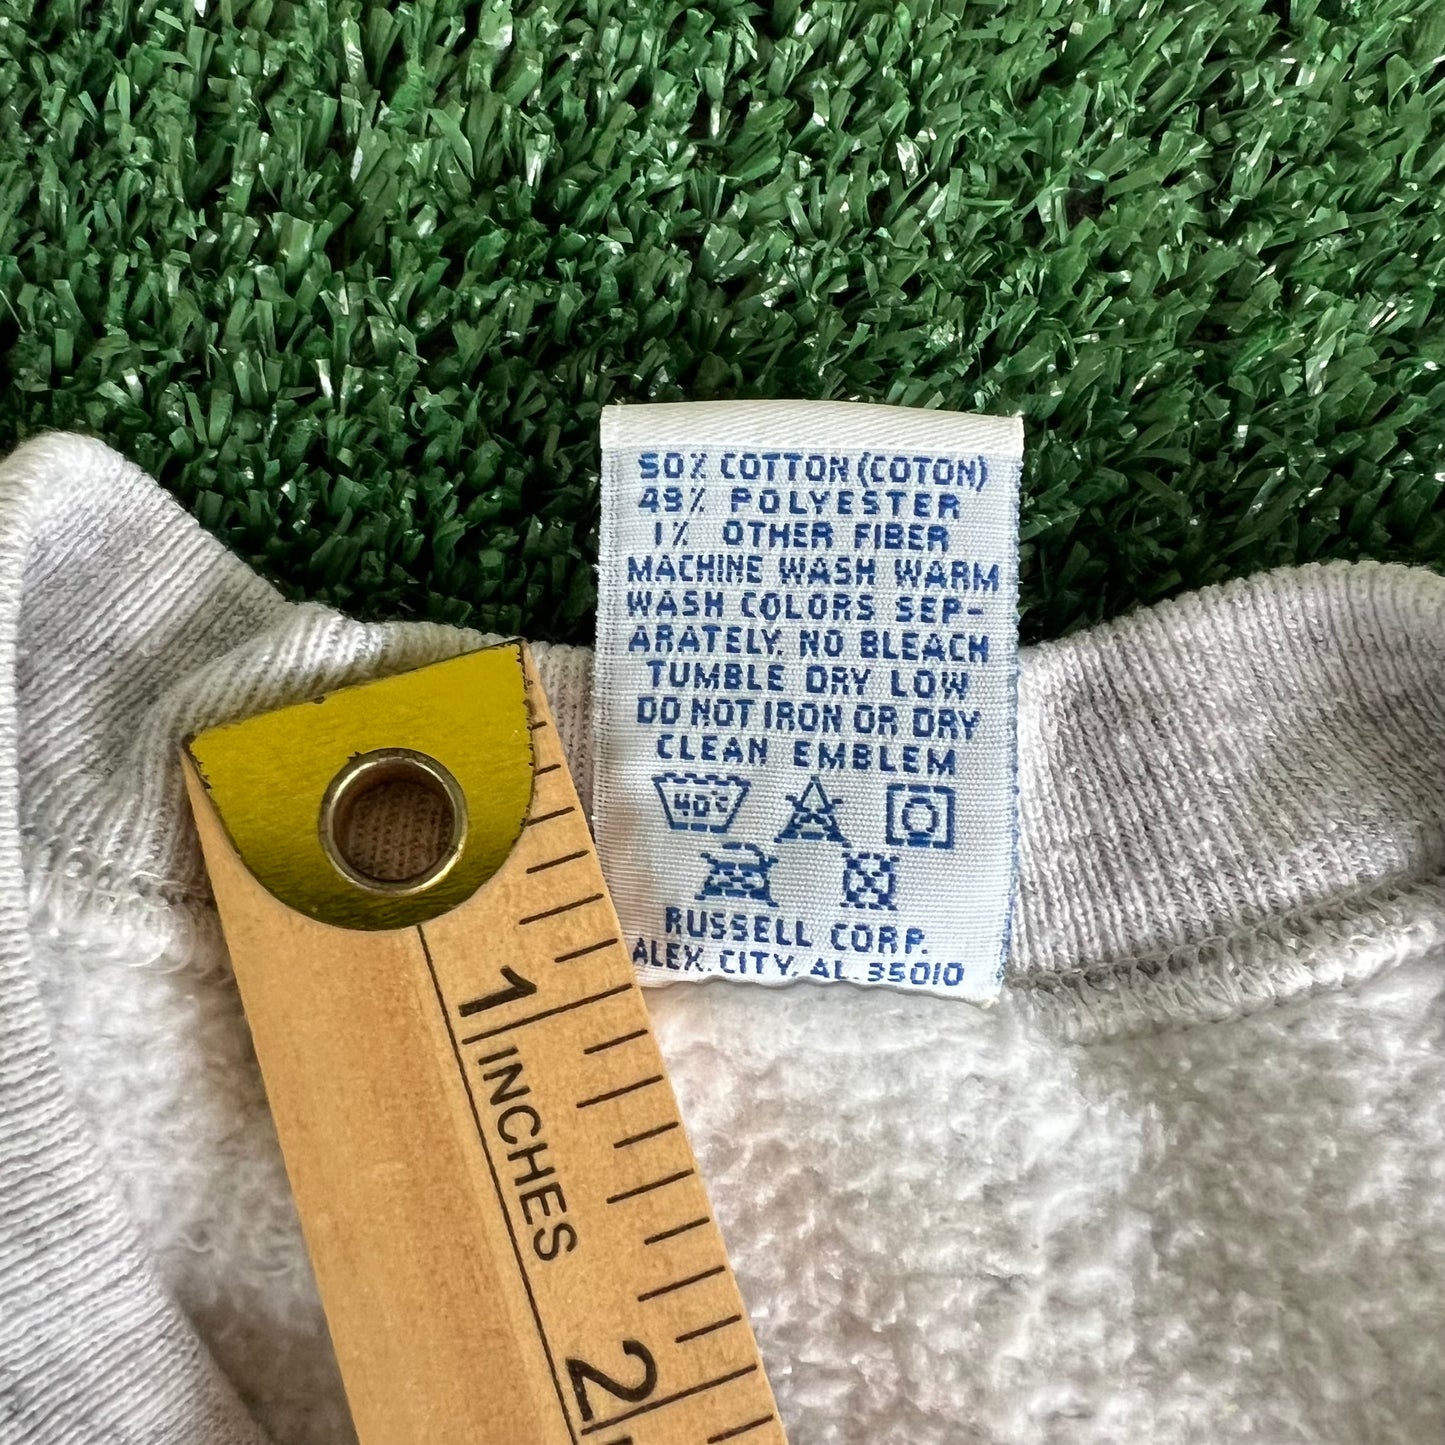 50% COTTON (COTON)
49% POLYESTER
1% OTHER FIBER
MACHINE WASH WARM
WASH COLORS SEP-
ARATELY. NO BLEACH
TUMBLE DRY LOW
DO NOT IRON OR DRY
CLEAN EMBLEM
40°C
RUSSELL CORP.
ALEX. CITY, AL. 35010
1
INCHES
2